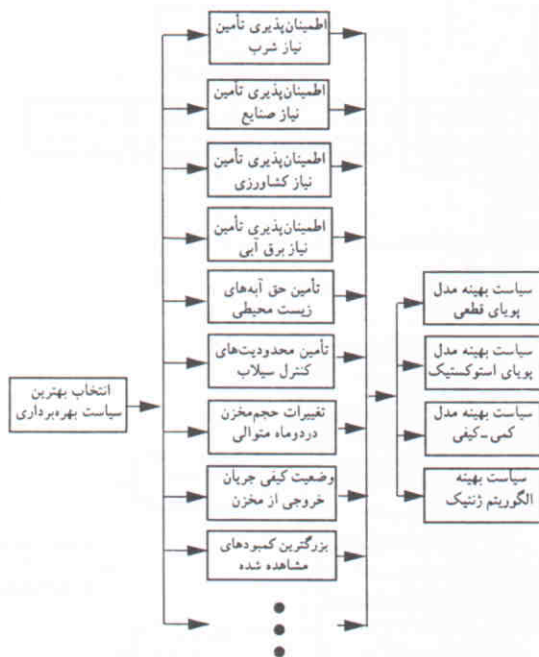 اطمینان‌پذیری تأمین
نیاز شرب
اطمینان‌پذیری تأمین
نیاز صنایع
اطمینان‌پذیری تأمین
نیاز کشاورزی
اطمینان‌پذیری تأمین
نیاز برق آبی
تأمین حق آبه‌های
زیست محیطی
تأمین محدودیت‌های
کنترل سیلاب
تغییرات حجم‌مخزن
دردوماه متوالی
وضعیت کیفی جریان
خروجی از مخزن
بزرگترین کمبودهای
مشاهده شده
انتخاب بهترین
سیاست بهره‌برداری
سیاست بهینه مدل
پویای قطعی
سیاست بهینه مدل
پویای استوکستیک
سیاست بهینه مدل
کمی-کیفی
سیاست بهینه
الگوریتم ژنتیک